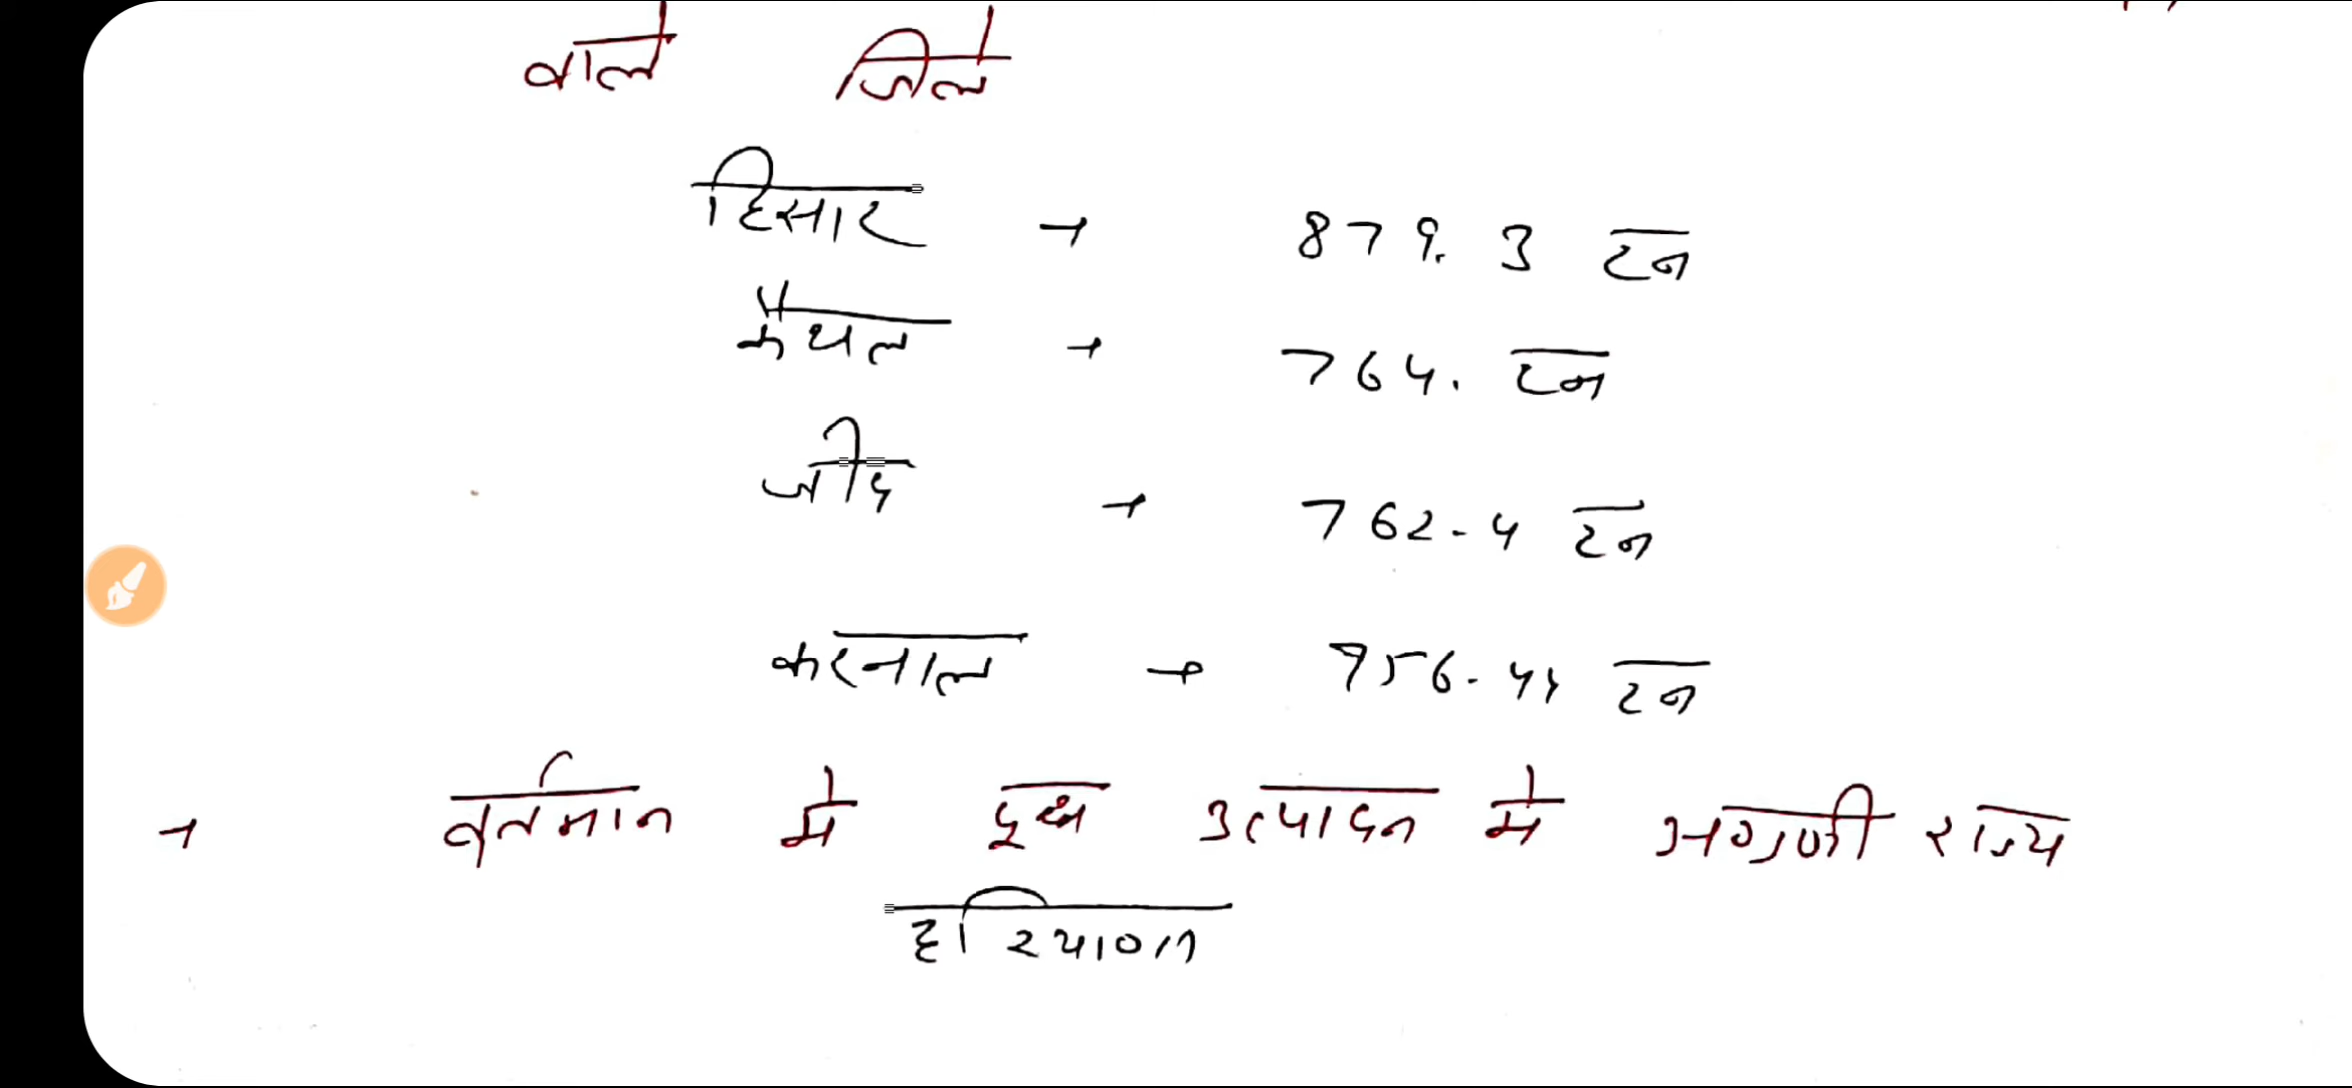 वाले जिले
हिसार → 879.3 टन
कैथल → 764. टन
जीद → 762.4 टन
करनाल → 756.44 टन
→ वर्तमान मे दूध उत्पादन मे अग्रणी राज्य
हरियाणा